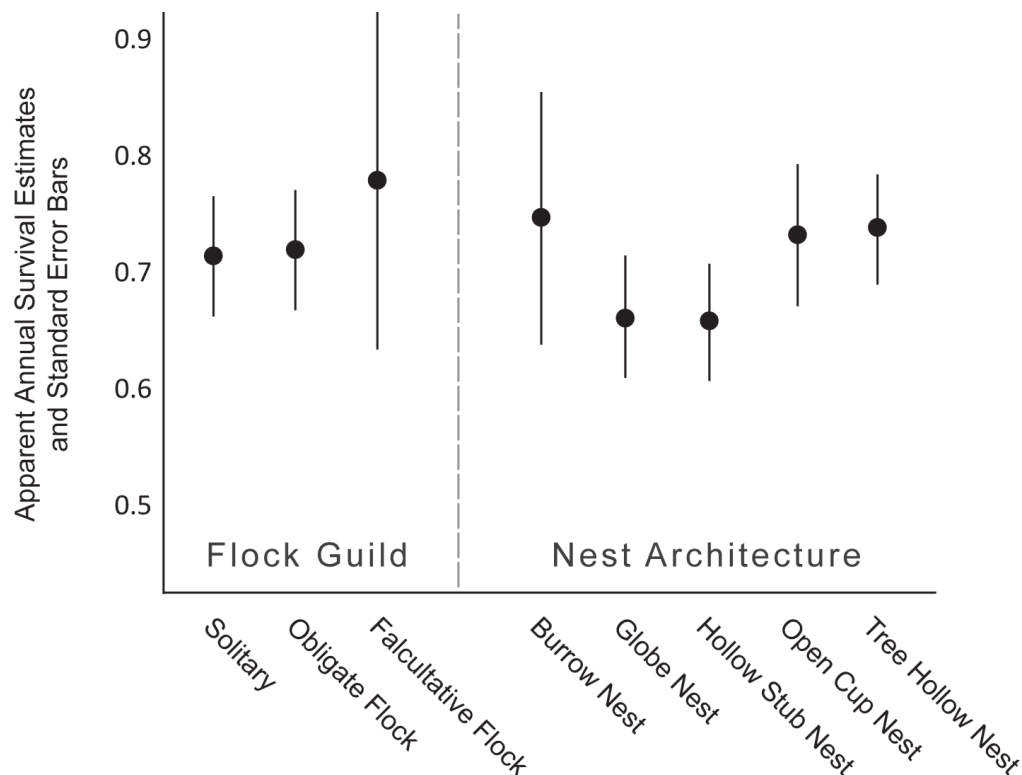 Apparent Annual Survival Estimates
and Standard Error Bars
0.9
0.8
0.7
0.6
0.5
Flock Guild
Nest Architecture
Solitary
Obligate Flock
Falcultative Flock
Burrow Nest
Globe Nest
Hollow Stub Nest
Open Cup Nest
Tree Hollow Nest